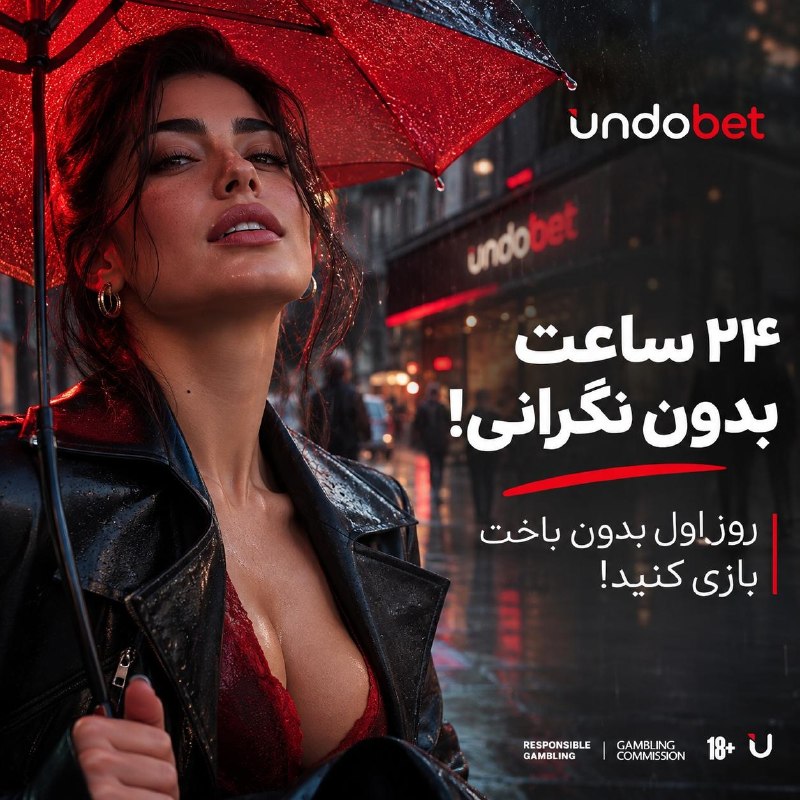 undobet
undobet
۲۴ ساعت
بدون نگرانی!
روز اول بدون باخت
بازی کنید!
RESPONSIBLE
GAMBLING
GAMBLING
COMMISSION
18+